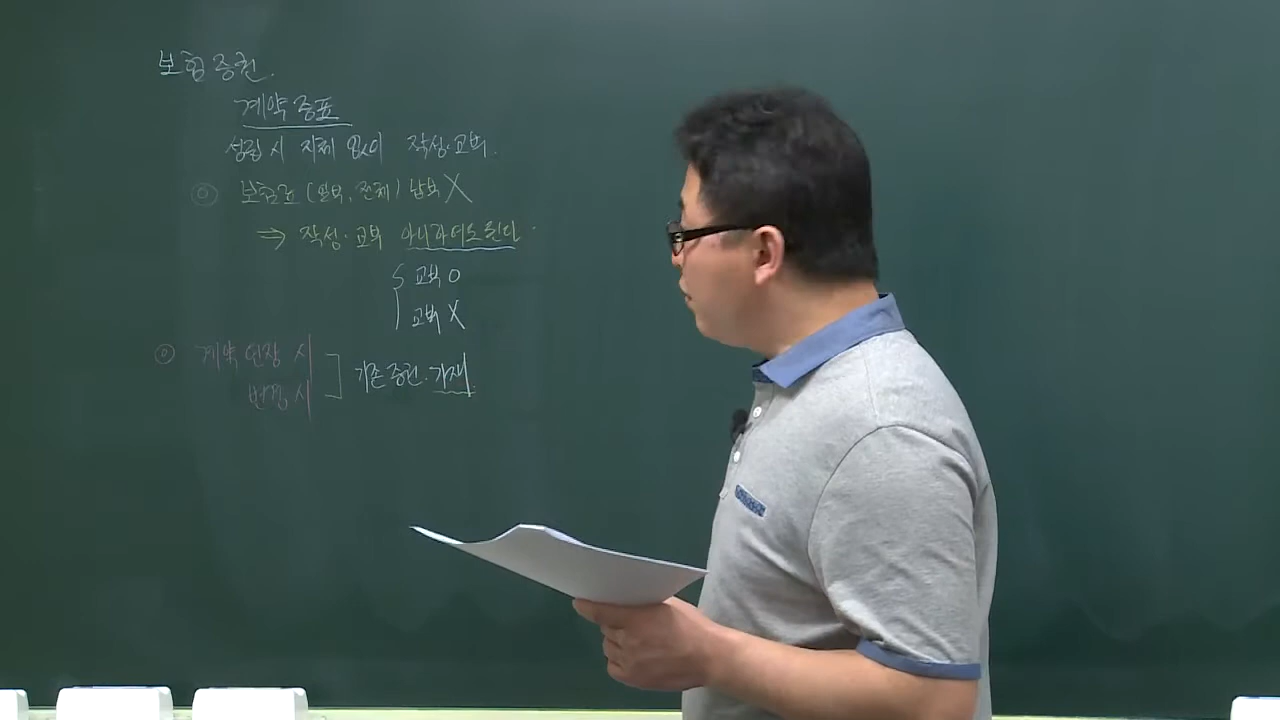 보험증권.
계약증표
성립 시 지체 없이 작성·교부.
◎ 보험료 (일부, 전체) 납부 X
⇒ 작성·교부 아니하여도 된다.
교부 O
교부 X
◎ 계약 연장 시
변경 시
기존 증권. 기재.